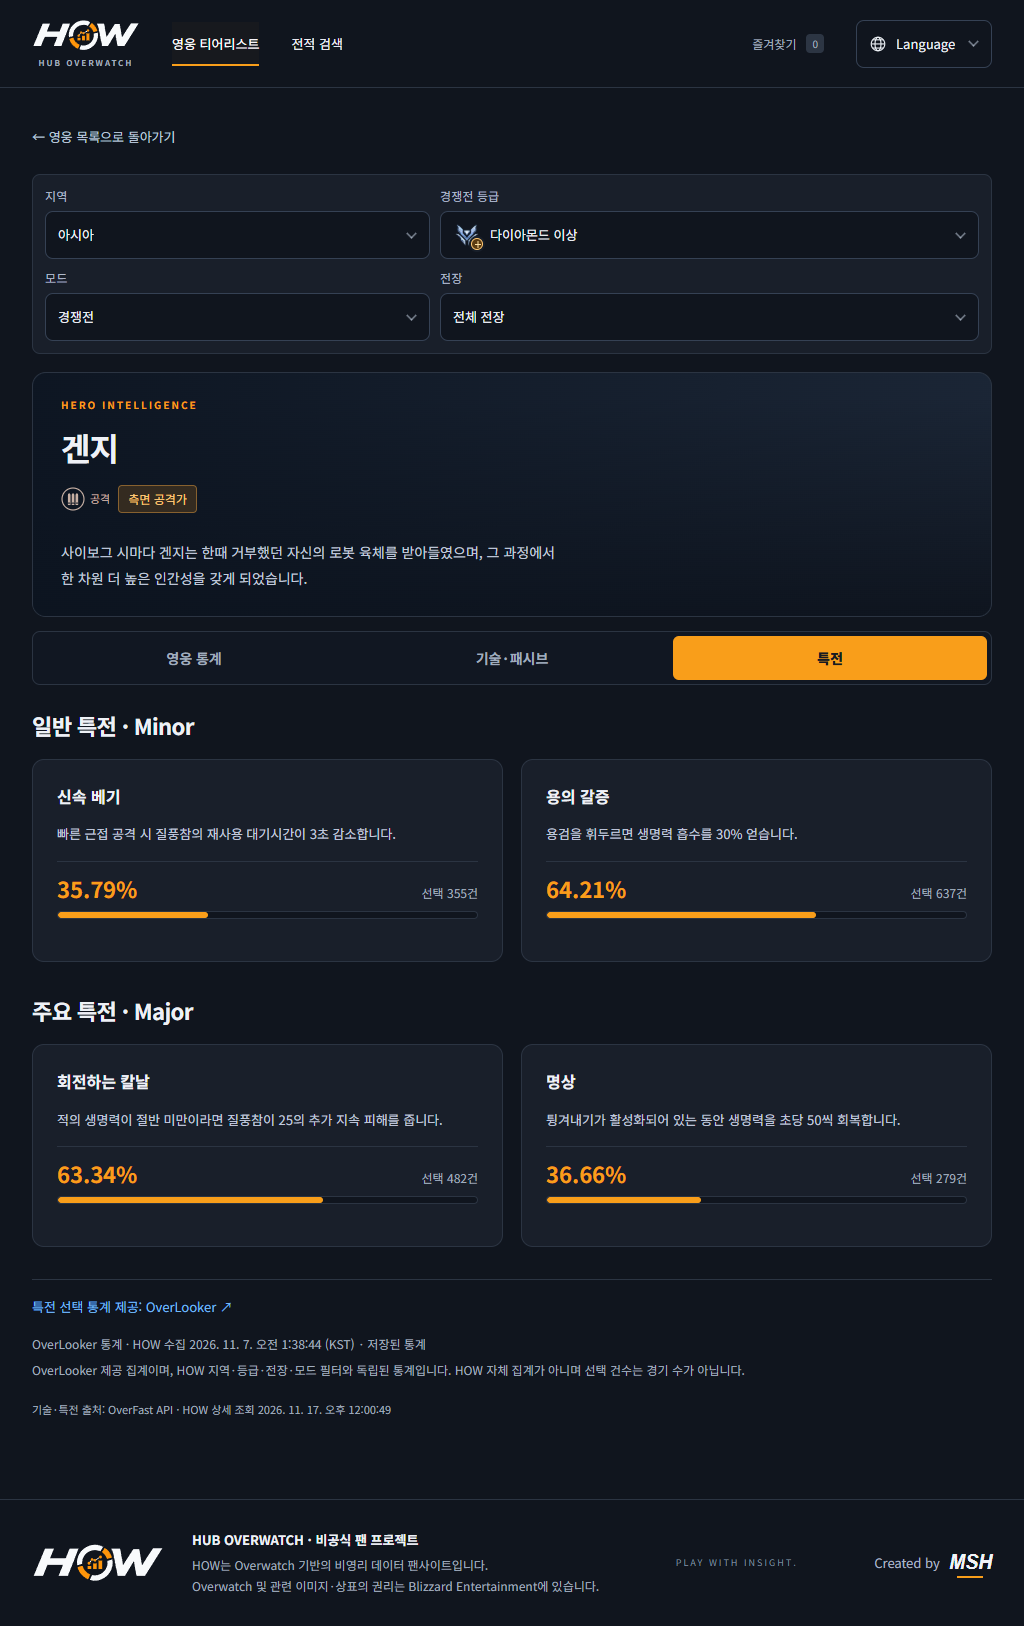 HOW
HUB OVERWATCH
영웅 티어리스트
전적 검색
즐겨찾기 0
Language
← 영웅 목록으로 돌아가기
지역
경쟁전 등급
아시아
다이아몬드 이상
모드
전장
경쟁전
전체 전장
HERO INTELLIGENCE
겐지
공격
측면 공격가
사이보그 시마다 겐지는 한때 거부했던 자신의 로봇 육체를 받아들였으며, 그 과정에서
한 차원 더 높은 인간성을 갖게 되었습니다.
영웅 통계
기술·패시브
특전
일반 특전 · Minor
신속 베기
빠른 근접 공격 시 질풍참의 재사용 대기시간이 3초 감소합니다.
35.79%
선택 355건
용의 갈증
용검을 휘두르면 생명력 흡수를 30% 얻습니다.
64.21%
선택 637건
주요 특전 · Major
회전하는 칼날
적의 생명력이 절반 미만이라면 질풍참이 25의 추가 지속 피해를 줍니다.
63.34%
선택 482건
명상
튕겨내기가 활성화되어 있는 동안 생명력을 초당 50씩 회복합니다.
36.66%
선택 279건
특전 선택 통계 제공: OverLooker ↗
OverLooker 통계 · HOW 수집 2026. 11. 7. 오전 1:38:44 (KST) · 저장된 통계
OverLooker 제공 집계이며, HOW 지역·등급·전장·모드 필터와 독립된 통계입니다. HOW 자체 집계가 아니며 선택 건수는 경기 수가 아닙니다.
기술·특전 출처: OverFast API · HOW 상세 조회 2026. 11. 17. 오후 12:00:49
HOW
HUB OVERWATCH · 비공식 팬 프로젝트
HOW는 Overwatch 기반의 비영리 데이터 팬사이트입니다.
Overwatch 및 관련 이미지·상표의 권리는 Blizzard Entertainment에 있습니다.
PLAY WITH INSIGHT.
Created by MSH